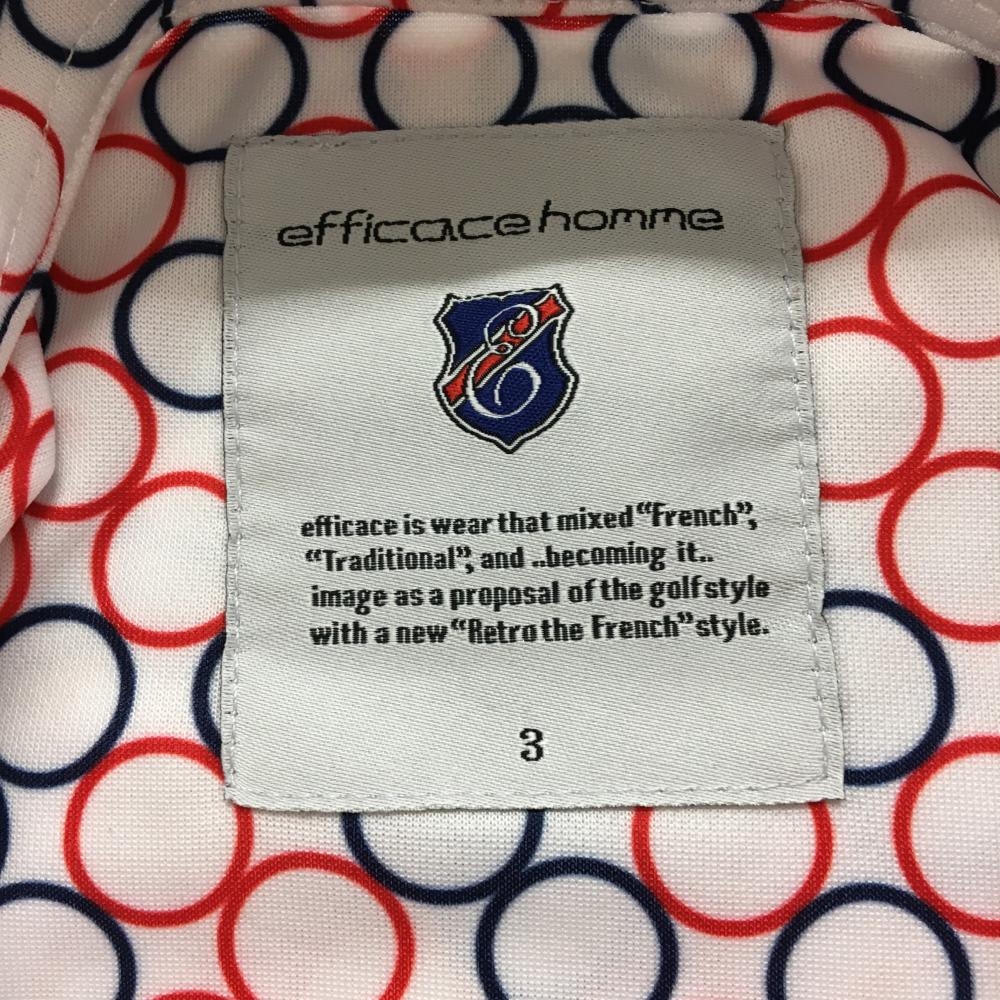 efficace homme
E
efficace is wear that mixed “French”,
“Traditional”, and ..becoming it..
image as a proposal of the golf style
with a new “Retro the French” style.
3